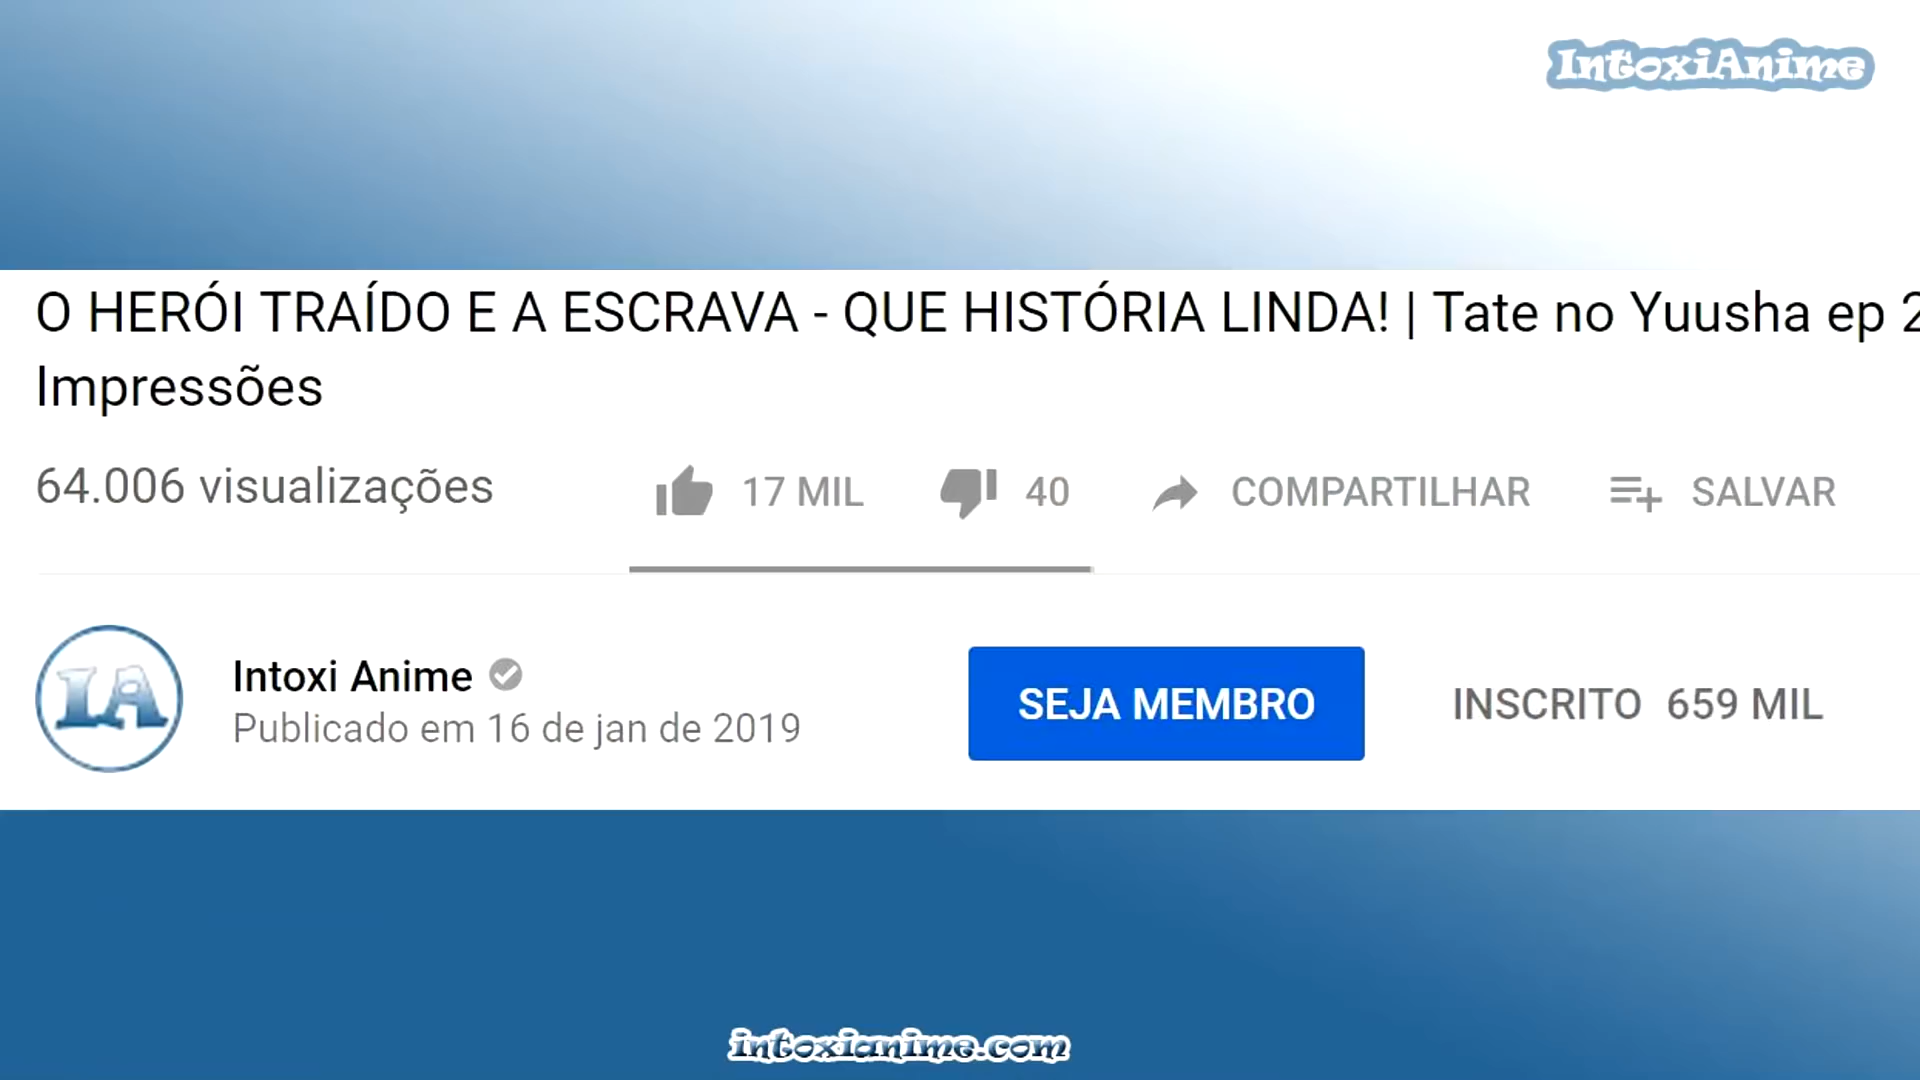 IntoxiAnime
O HERÓI TRAÍDO E A ESCRAVA - QUE HISTÓRIA LINDA! | Tate no Yuusha ep 2
Impressões
64.006 visualizações
17 MIL
40
COMPARTILHAR
SALVAR
IA
Intoxi Anime
Publicado em 16 de jan de 2019
SEJA MEMBRO
INSCRITO 659 MIL
intoxianime.com